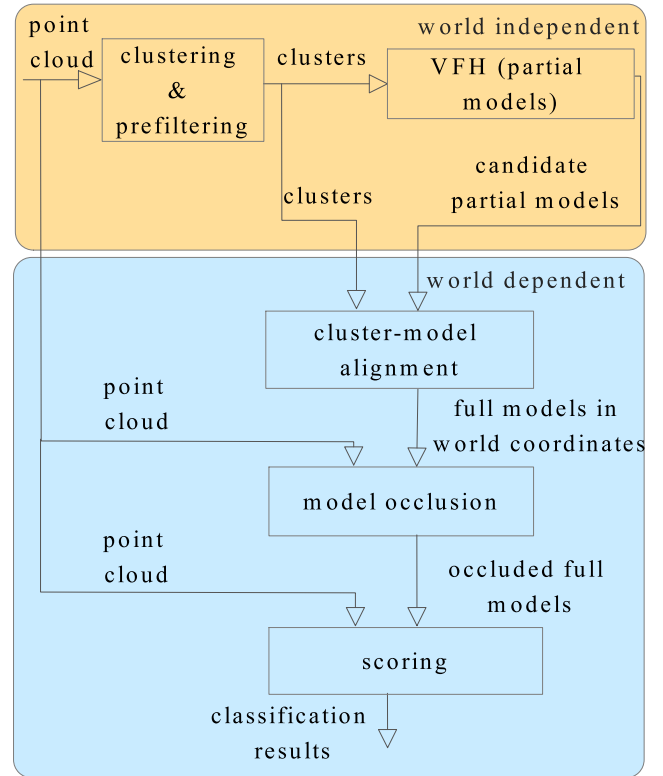 point
cloud
world independent
clustering
&
prefiltering
clusters
VFH (partial
models)
clusters
candidate
partial models
world dependent
cluster-model
alignment
point
cloud
full models in
world coordinates
model occlusion
point
cloud
occluded full
models
scoring
classification
results